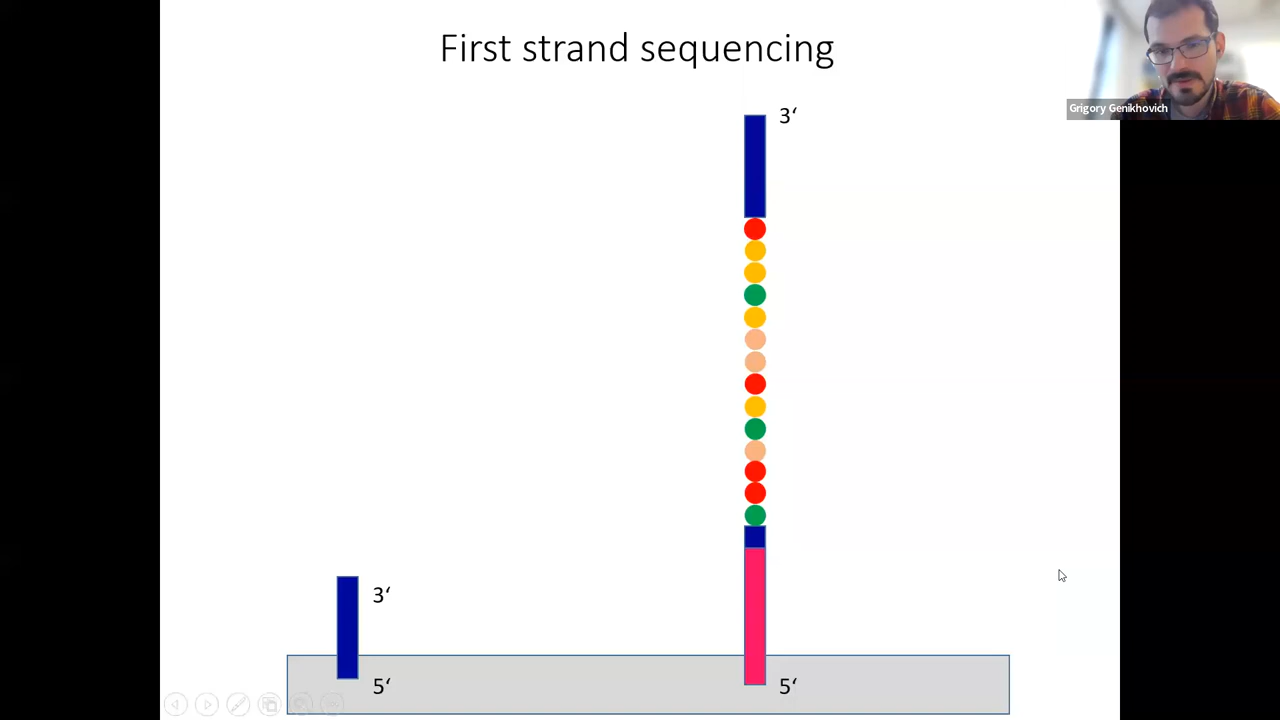 First strand sequencing
Grigory Genikhovich
3‘
3‘
5‘
5‘